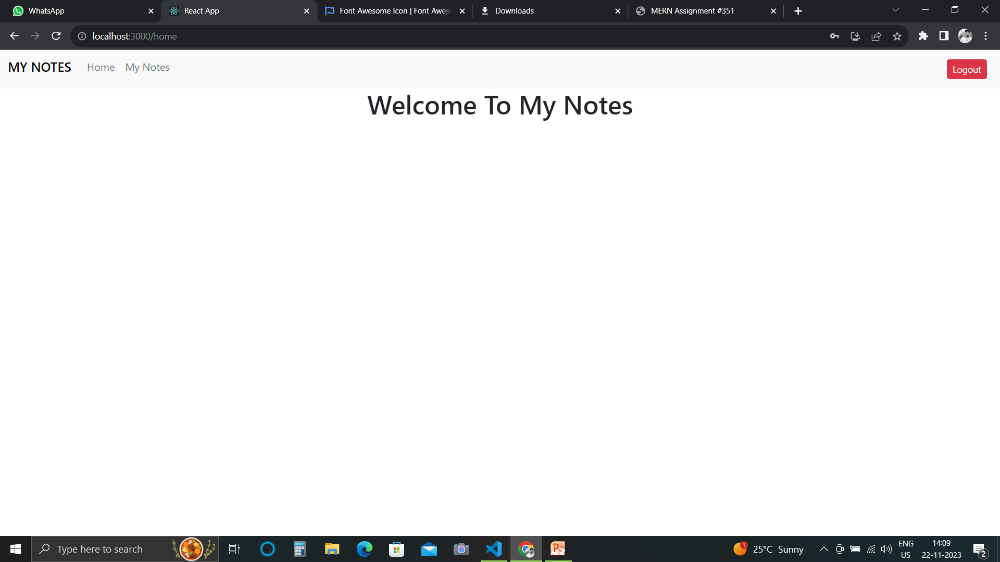 WhatsApp
React App
Font Awesome Icon | Font Awes
Downloads
MERN Assignment #351
localhost:3000/home
MY NOTES Home My Notes Logout
Welcome To My Notes
Type here to search
1
25°C Sunny
ENG
US
14:09
22-11-2023
2